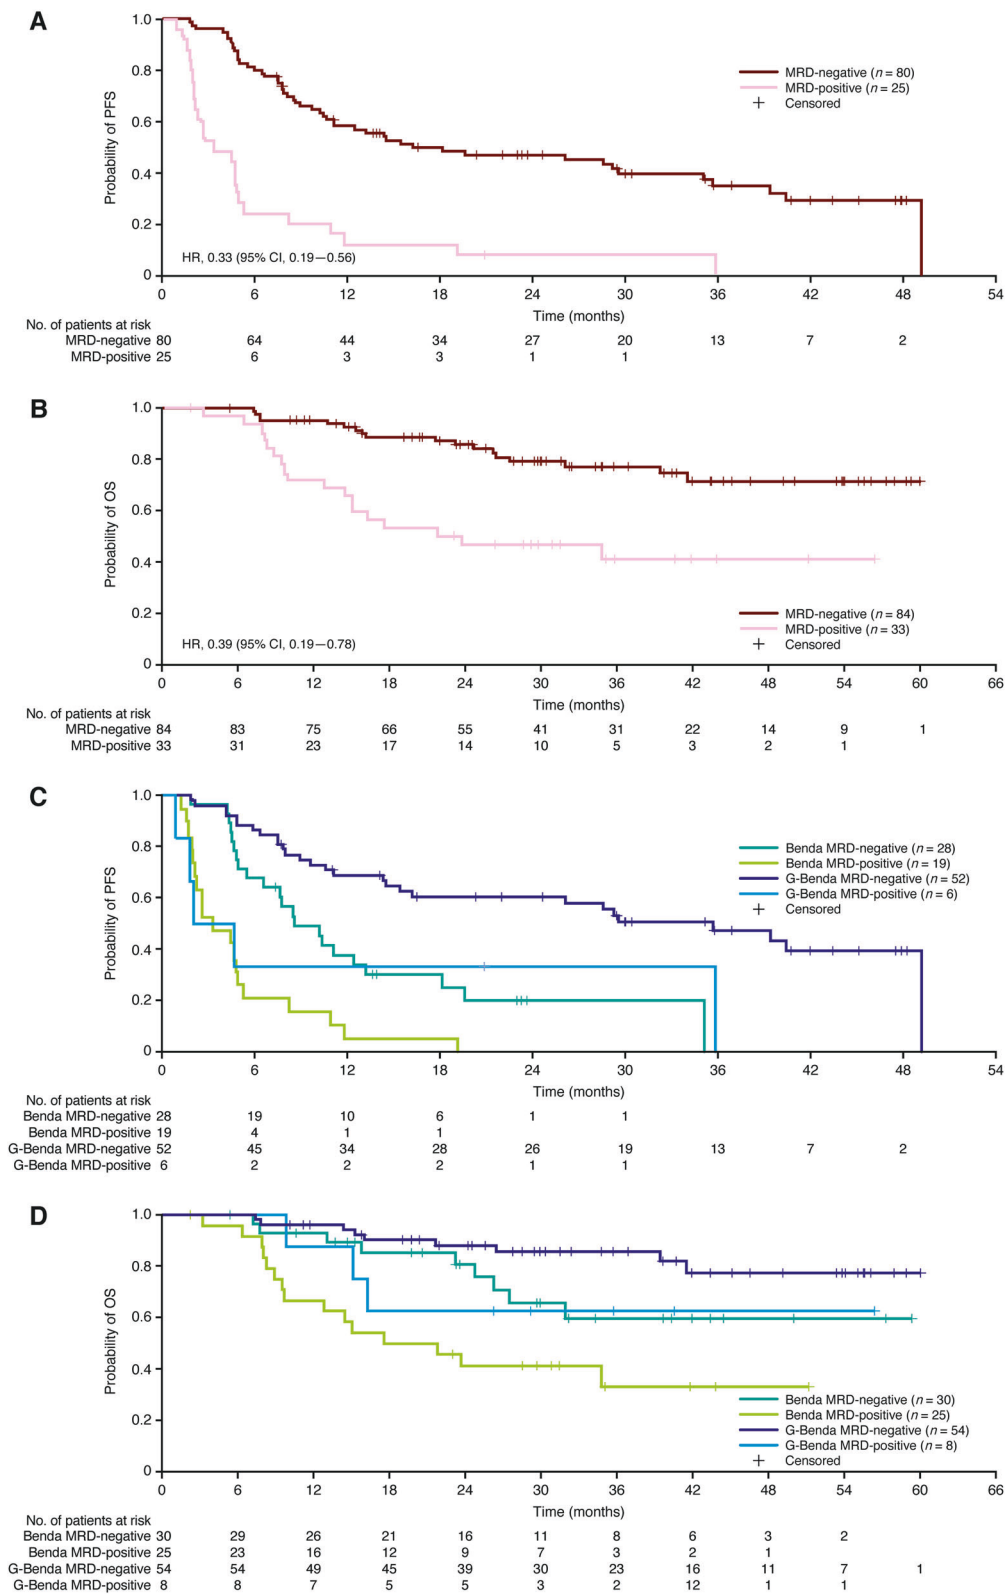 A
1.0
0.8
0.6
0.4
0.2
0
Probability of PFS
MRD-negative (n = 80)
MRD-positive (n = 25)
Censored
HR, 0.33 (95% CI, 0.19—0.56)
0 6 12 18 24 30 36 42 48 54
Time (months)
No. of patients at risk
MRD-negative 80 64 44 34 27 20 13 7 2
MRD-positive 25 6 3 3 1 1
B
1.0
0.8
0.6
0.4
0.2
0
Probability of OS
MRD-negative (n = 84)
MRD-positive (n = 33)
Censored
HR, 0.39 (95% CI, 0.19—0.78)
0 6 12 18 24 30 36 42 48 54 60 66
Time (months)
No. of patients at risk
MRD-negative 84 83 75 66 55 41 31 22 14 9 1
MRD-positive 33 31 23 17 14 10 5 3 2 1
C
1.0
0.8
0.6
0.4
0.2
0
Probability of PFS
Benda MRD-negative (n = 28)
Benda MRD-positive (n = 19)
G-Benda MRD-negative (n = 52)
G-Benda MRD-positive (n = 6)
Censored
0 6 12 18 24 30 36 42 48 54
Time (months)
No. of patients at risk
Benda MRD-negative 28 19 10 6 1 1
Benda MRD-positive 19 4 1 1
G-Benda MRD-negative 52 45 34 28 26 19 13 7 2
G-Benda MRD-positive 6 2 2 2 1 1
D
1.0
0.8
0.6
0.4
0.2
0
Probability of OS
Benda MRD-negative (n = 30)
Benda MRD-positive (n = 25)
G-Benda MRD-negative (n = 54)
G-Benda MRD-positive (n = 8)
Censored
0 6 12 18 24 30 36 42 48 54 60 66
Time (months)
No. of patients at risk
Benda MRD-negative 30 29 26 21 16 11 8 6 3 2
Benda MRD-positive 25 23 16 12 9 7 3 2 1
G-Benda MRD-negative 54 54 49 45 39 30 23 16 11 7 1
G-Benda MRD-positive 8 8 7 5 5 3 2 12 1 1